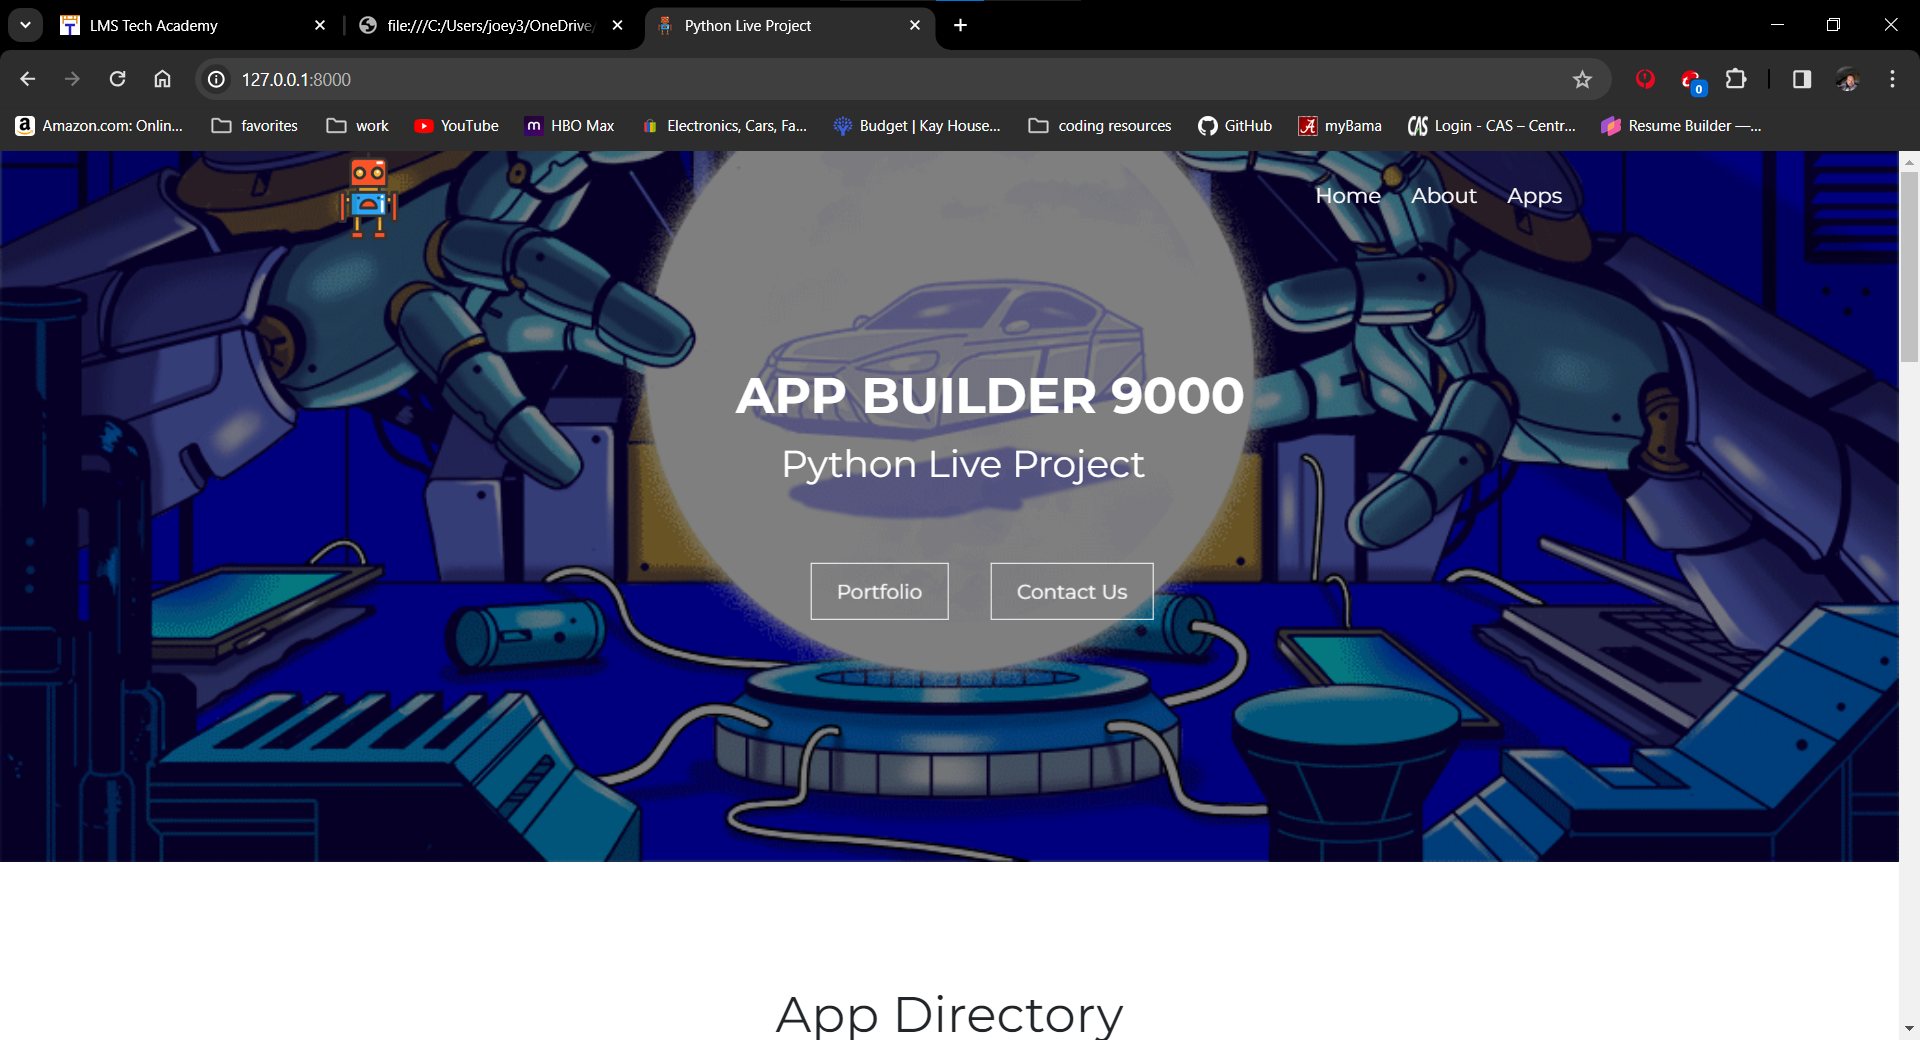 LMS Tech Academy
file:///C:/Users/joey3/OneDrive/
Python Live Project
127.0.0.1:8000
0
Amazon.com: Onlin...
favorites
work
YouTube
HBO Max
Electronics, Cars, Fa...
Budget | Kay House...
coding resources
GitHub
myBama
Login - CAS – Centr...
Resume Builder —...
Home About Apps
APP BUILDER 9000
Python Live Project
Portfolio
Contact Us
App Directory